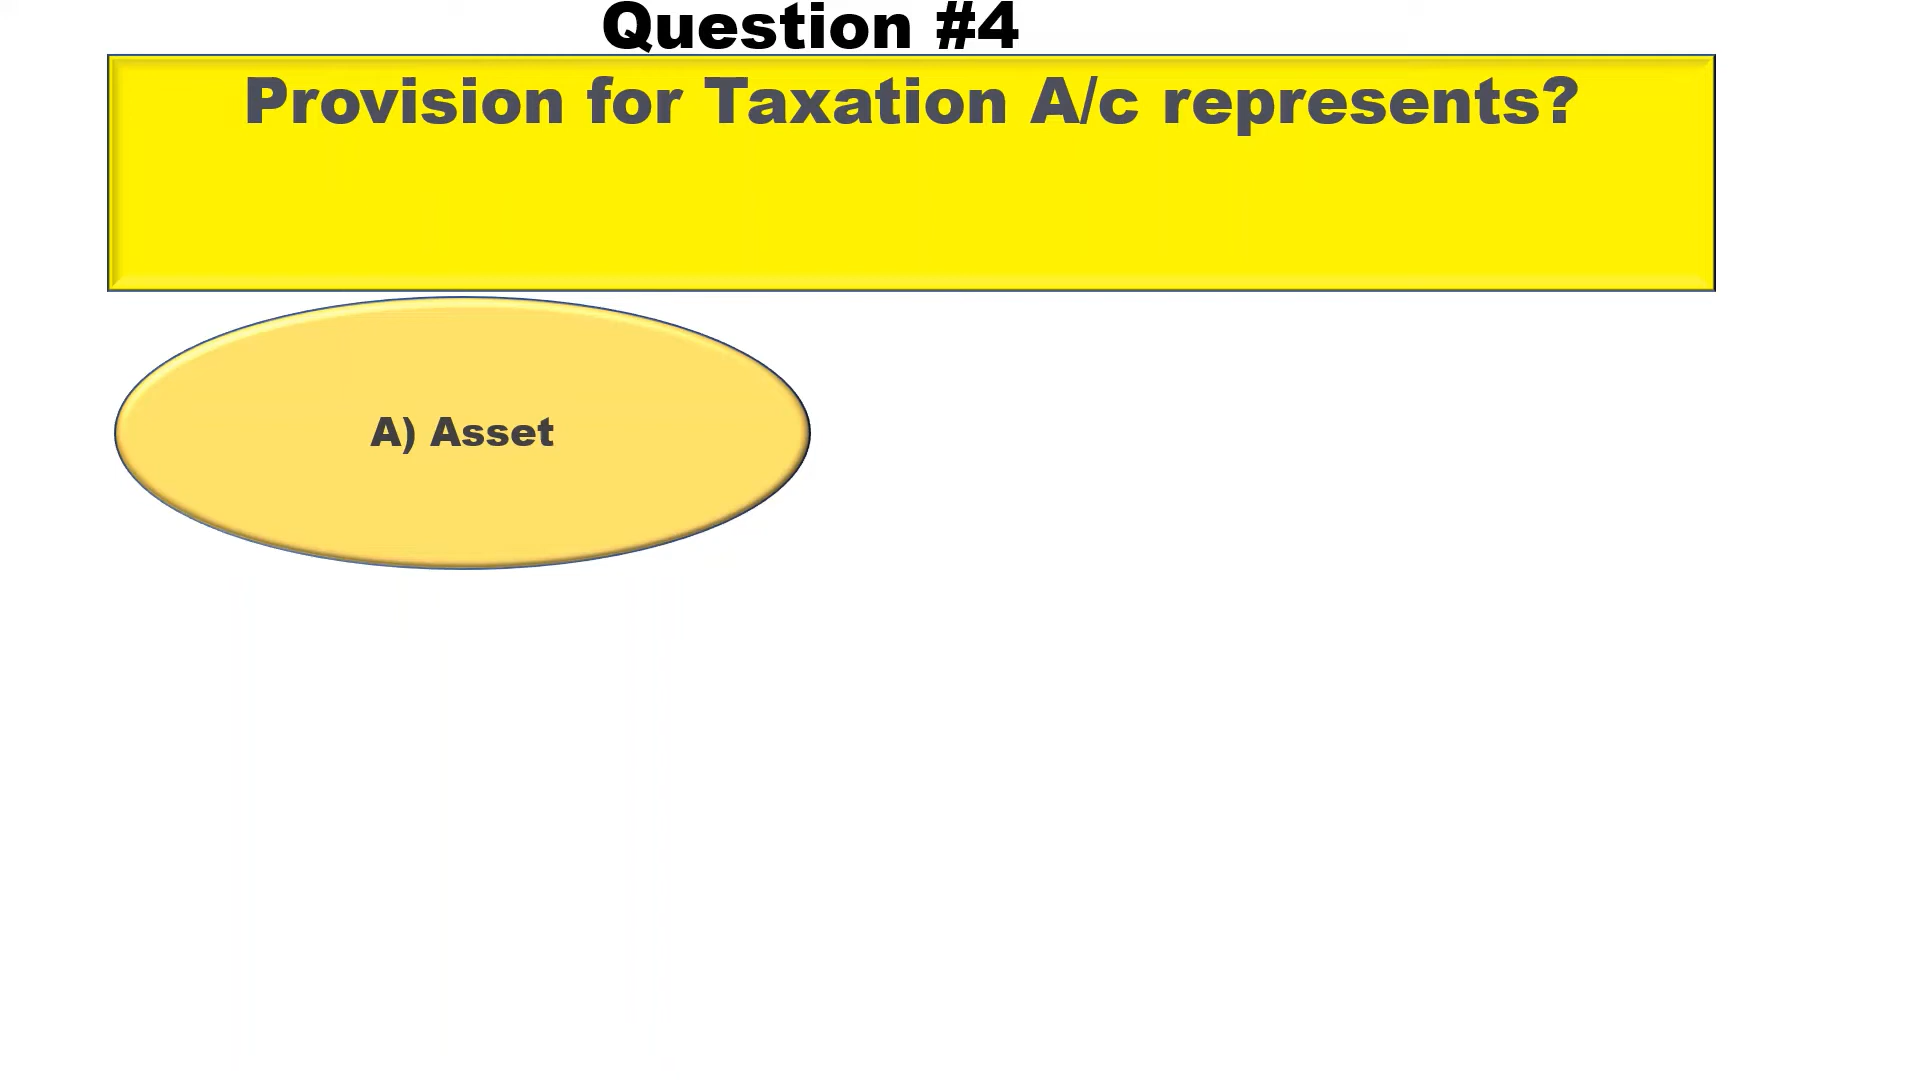 Question #4
Provision for Taxation A/c represents?
A) Asset